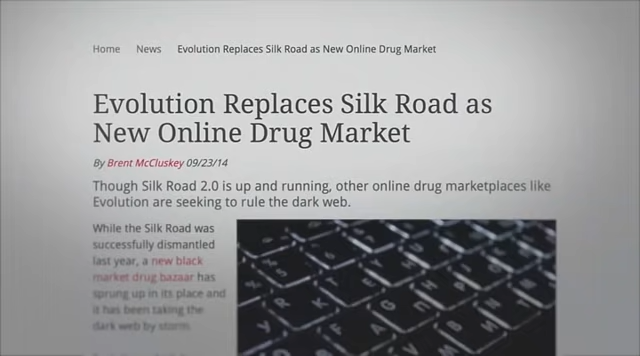 Home News Evolution Replaces Silk Road as New Online Drug Market
Evolution Replaces Silk Road as
New Online Drug Market
By Brent McCluskey 09/23/14
Though Silk Road 2.0 is up and running, other online drug marketplaces like
Evolution are seeking to rule the dark web.
While the Silk Road was
successfully dismantled
last year, a new black
market drug bazaar has
sprung up in its place and
it has been taking the
dark web by storm.